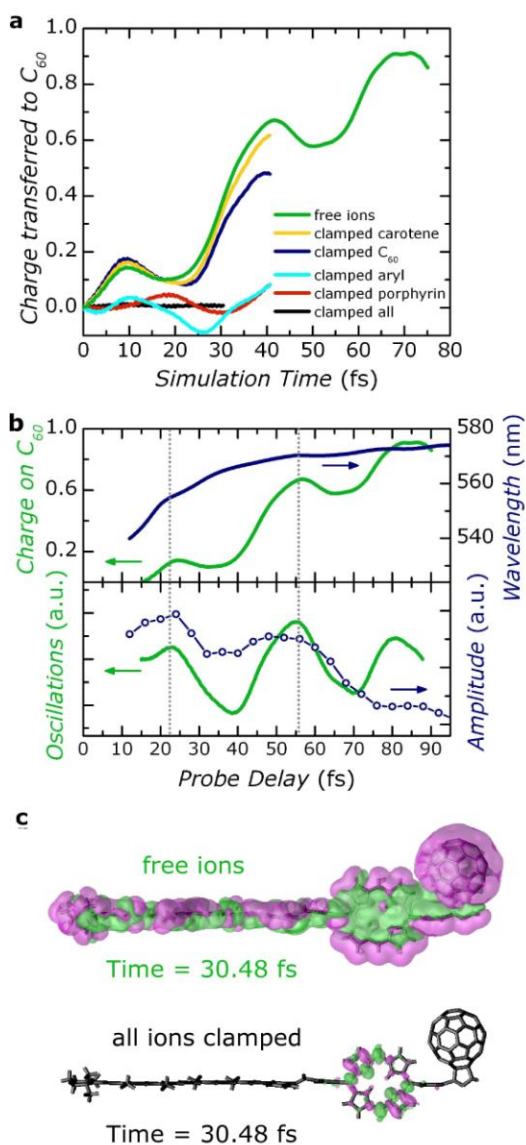 a
Charge transferred to C60
1.0
0.8
0.6
0.4
0.2
0.0
free ions
clamped carotene
clamped C60
clamped aryl
clamped porphyrin
clamped all
0 10 20 30 40 50 60 70 80
Simulation Time (fs)
b
Charge on C60
1.0
0.6
0.2
580
560
540
Wavelength (nm)
Oscillations (a.u.)
Amplitude (a.u.)
0 10 20 30 40 50 60 70 80 90
Probe Delay (fs)
c
free ions
Time = 30.48 fs
all ions clamped
Time = 30.48 fs